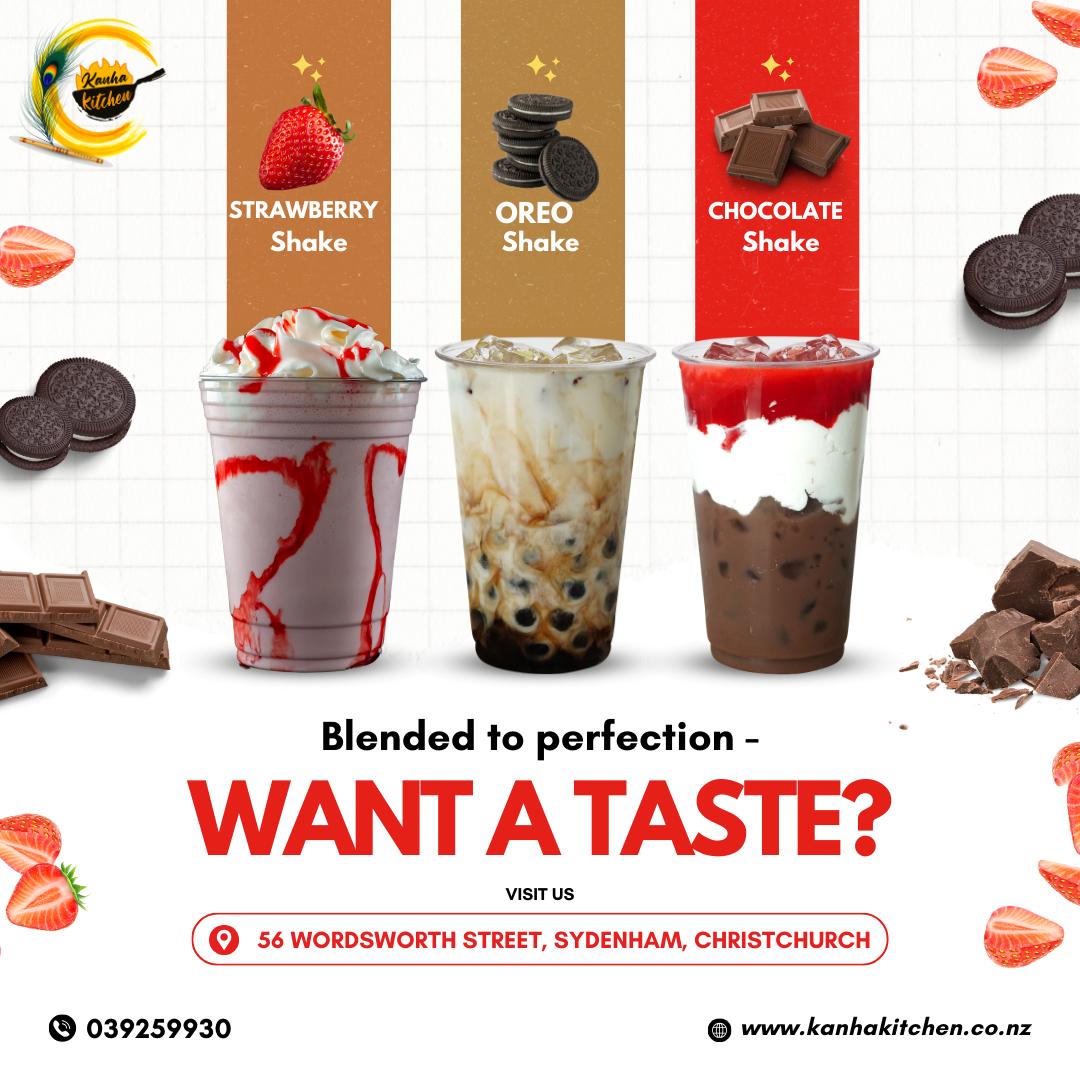 Kanha
Kitchen
STRAWBERRY
Shake
OREO
Shake
CHOCOLATE
Shake
Blended to perfection –
WANT A TASTE?
VISIT US
56 WORDSWORTH STREET, SYDENHAM, CHRISTCHURCH
039259930
www.kanhakitchen.co.nz